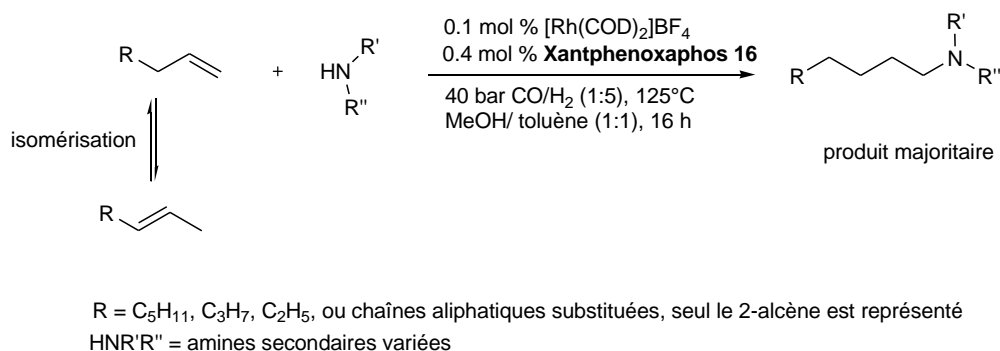 R
+
HN
R'
R"
0.1 mol % [Rh(COD)2]BF4
0.4 mol % Xantphenoxaphos 16
40 bar CO/H2 (1:5), 125°C
MeOH/ toluène (1:1), 16 h
R
N
R'
R"
isomérisation
produit majoritaire
R
R = C5H11, C3H7, C2H5, ou chaînes aliphatiques substituées, seul le 2-alcène est représenté
HNR'R" = amines secondaires variées